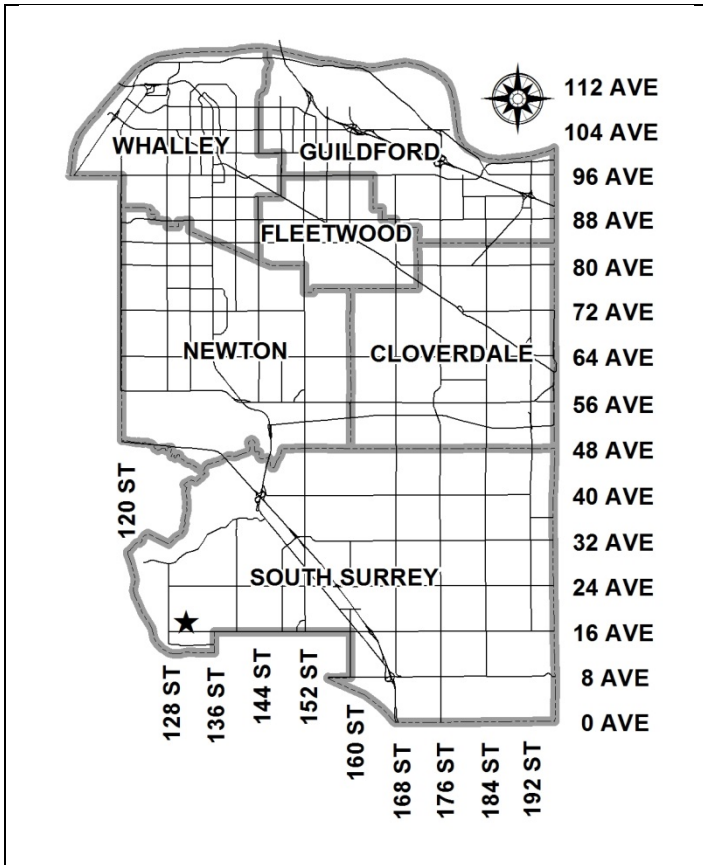 112 AVE
104 AVE
WHALLEY
GUILDFORD
96 AVE
88 AVE
FLEETWOOD
80 AVE
72 AVE
NEWTON
CLOVERDALE
64 AVE
56 AVE
48 AVE
120 ST
40 AVE
32 AVE
SOUTH SURREY
24 AVE
16 AVE
128 ST
136 ST
144 ST
152 ST
160 ST
8 AVE
0 AVE
168 ST
176 ST
184 ST
192 ST